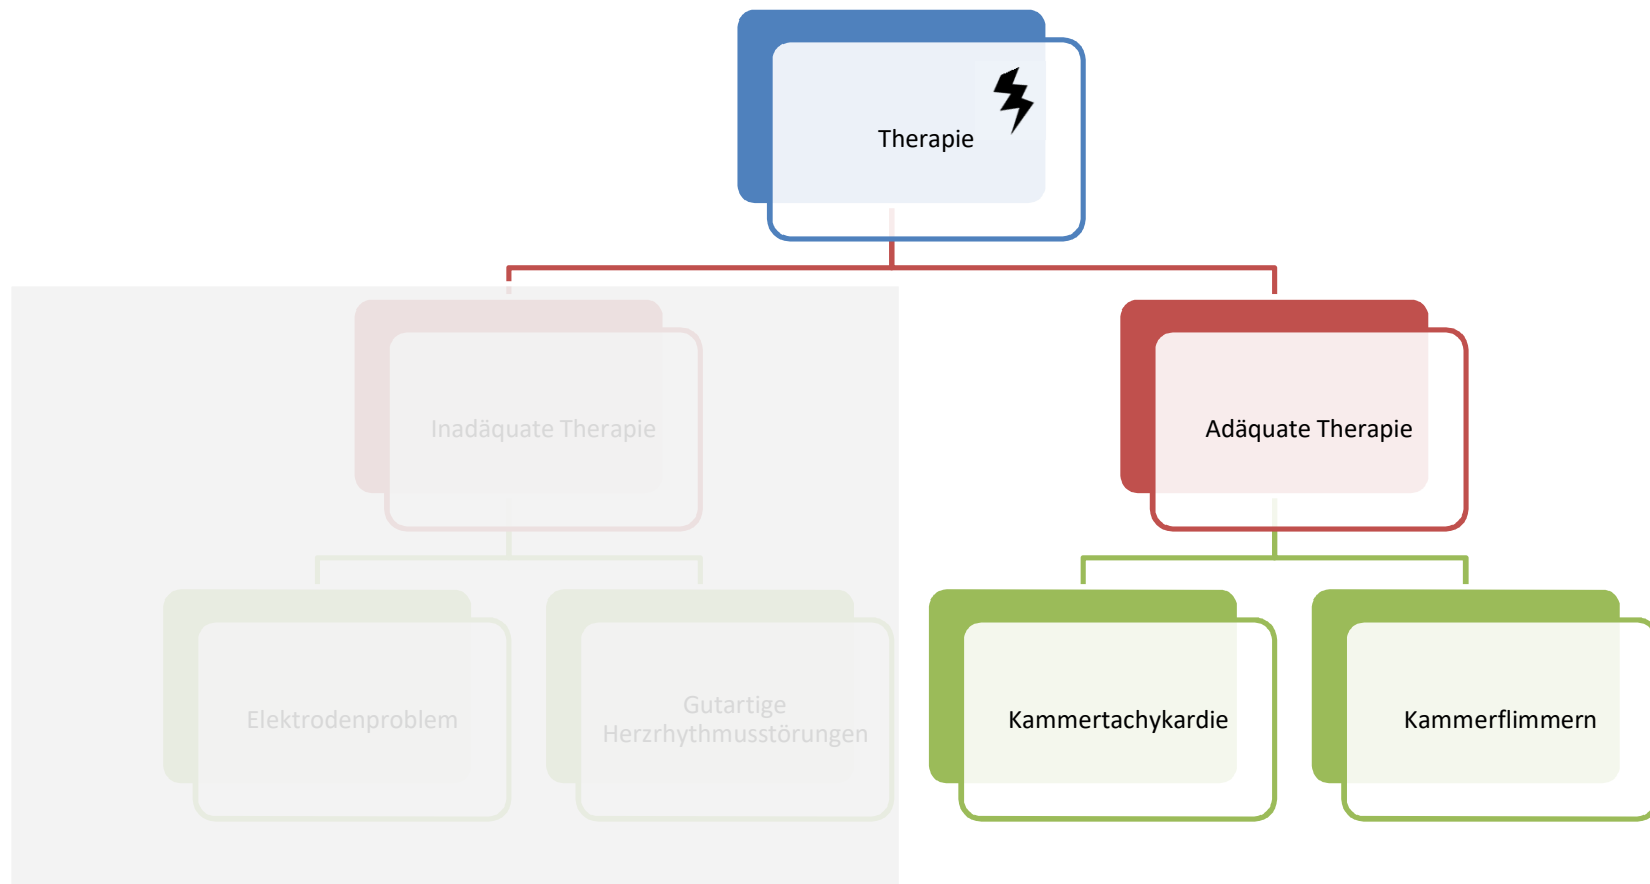 Therapie
Inadäquate Therapie
Adäquate Therapie
Elektrodenproblem
Gutartige
Herzrhythmusstörungen
Kammertachykardie
Kammerflimmern